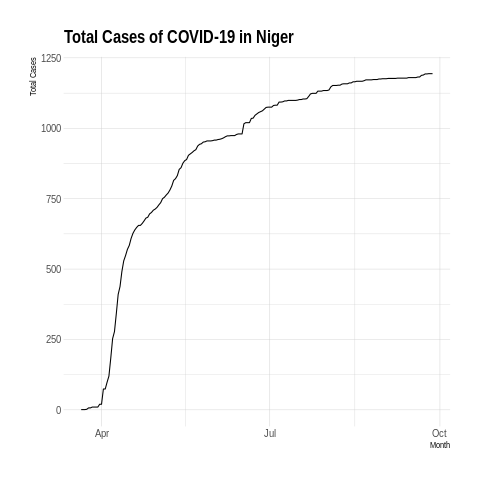 Total Cases of COVID-19 in Niger
Total Cases
1250
1000
750
500
250
0
Apr
Jul
Oct
Month